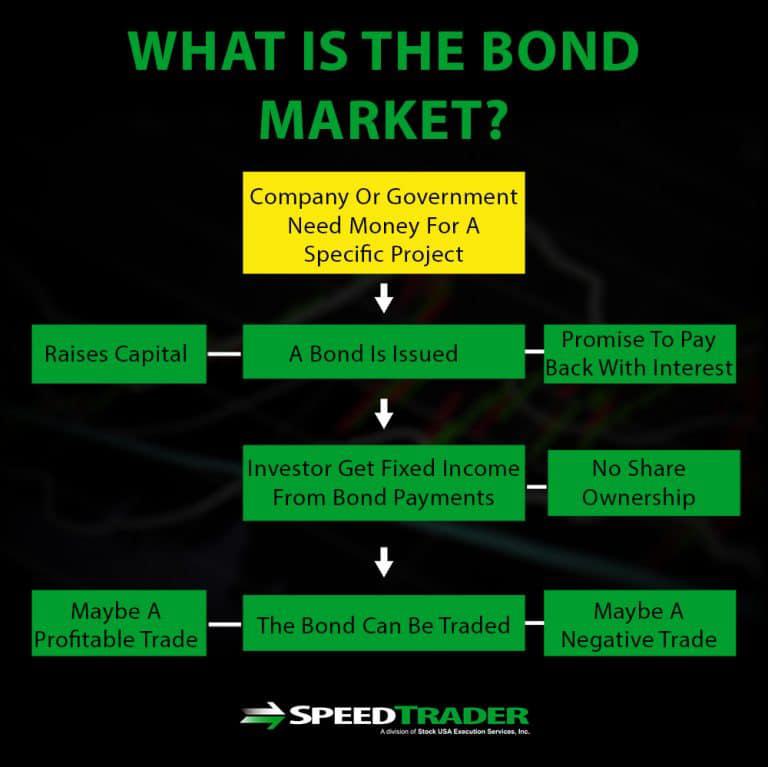 WHAT IS THE BOND
MARKET?
Company Or Government
Need Money For A
Specific Project
Raises Capital
A Bond Is Issued
Promise To Pay
Back With Interest
Investor Get Fixed Income
From Bond Payments
No Share
Ownership
Maybe A
Profitable Trade
The Bond Can Be Traded
Maybe A
Negative Trade
SPEEDTRADER
A division of Stock USA Execution Services, Inc.